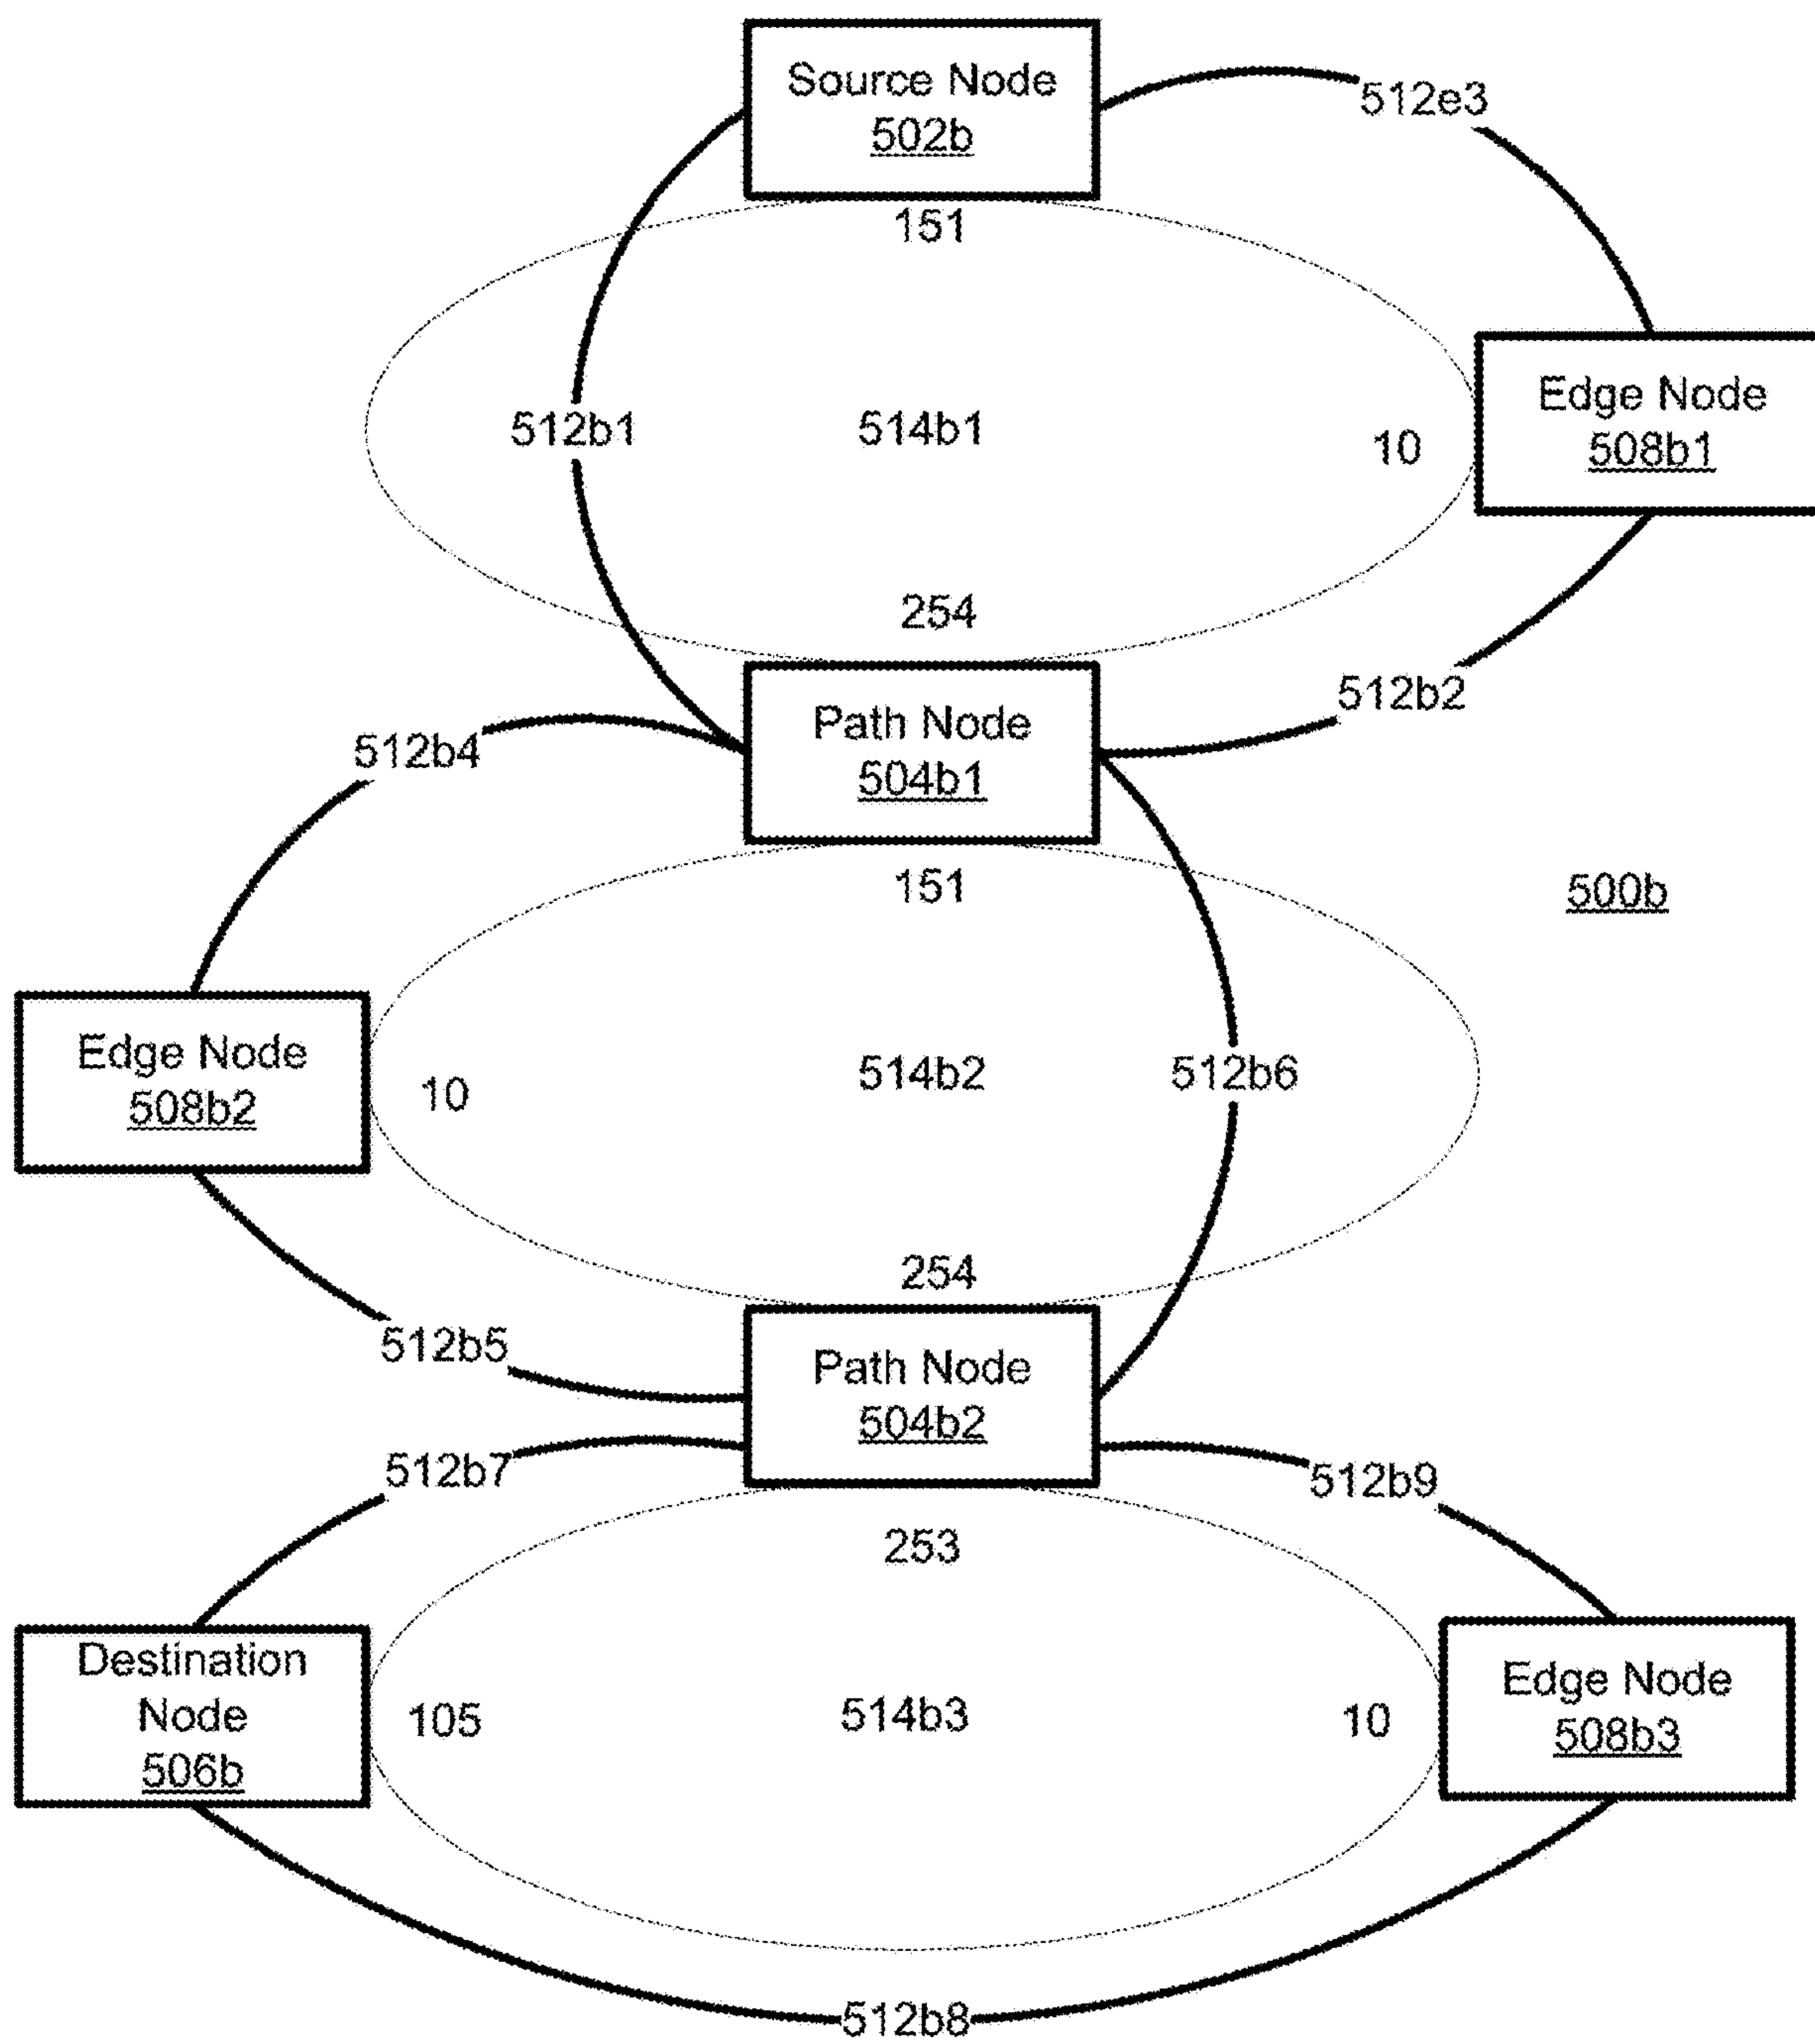 Source Node
502b
512e3
151
Edge Node
508b1
512b1
514b1
10
254
512b2
Path Node
504b1
512b4
151
500b
Edge Node
508b2
10
514b2
512b6
254
512b5
Path Node
504b2
512b7
512b9
253
Destination
Node
506b
105
514b3
10
Edge Node
508b3
512b8